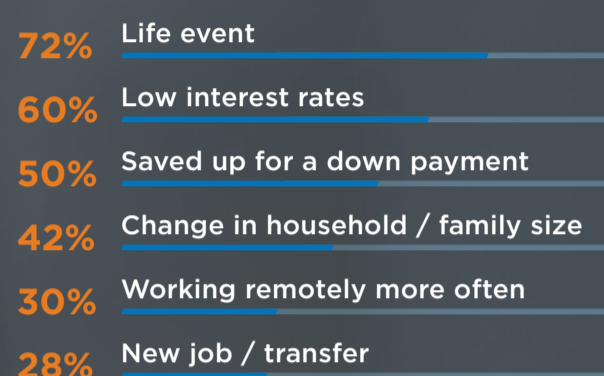 72% Life event
60% Low interest rates
50% Saved up for a down payment
42% Change in household / family size
30% Working remotely more often
28% New job / transfer